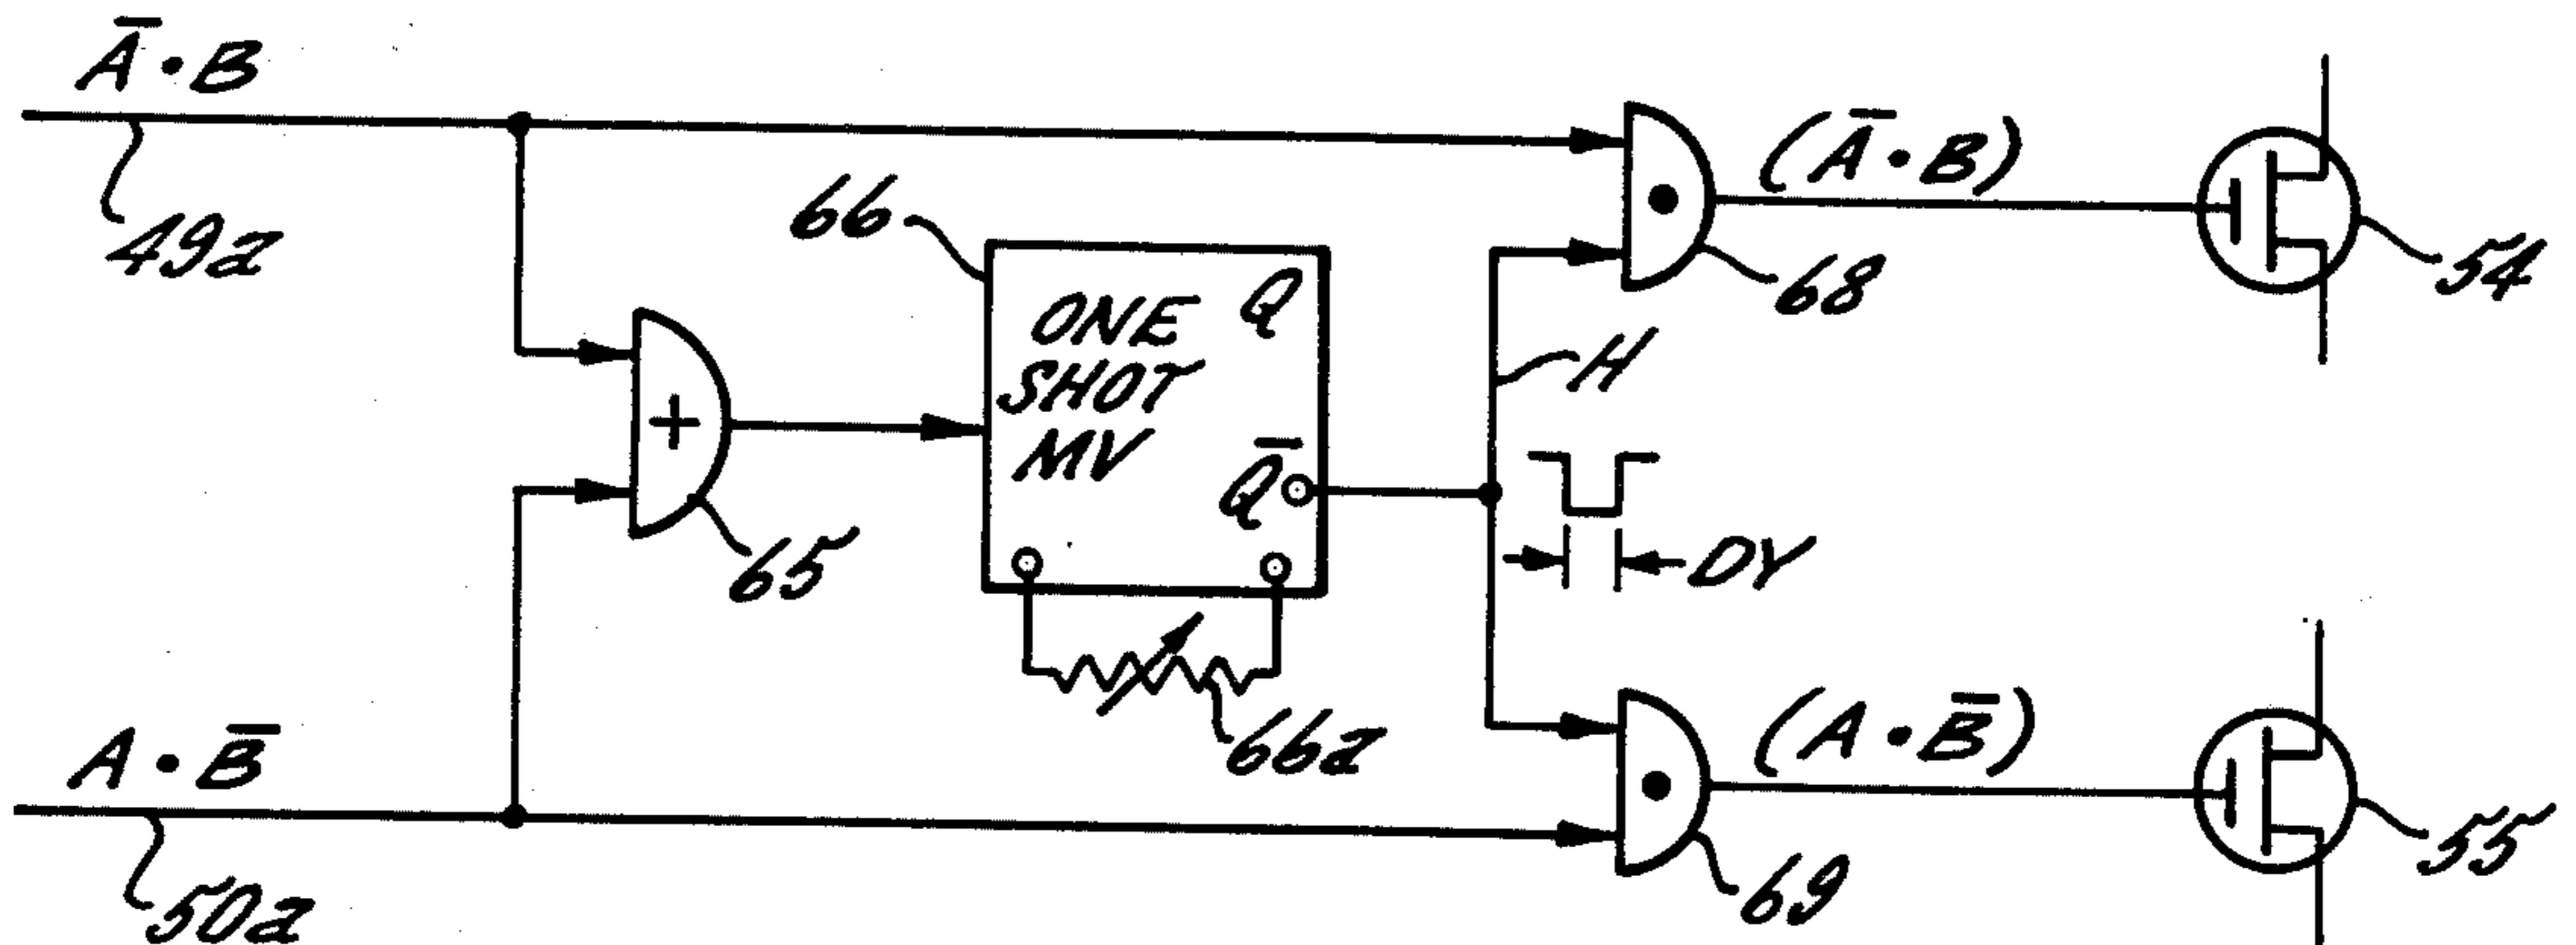 Ā·B
49a
66
ONE
SHOT
MV
Q
Q̄
+
65
66a
H
DY
68
(Ā·B)
54
A·B̄
50a
69
(A·B̄)
55